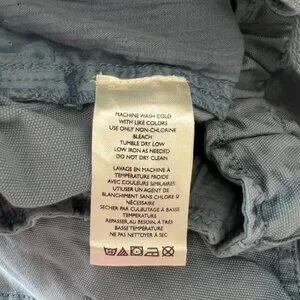 MACHINE WASH COLD
WITH LIKE COLORS
USE ONLY NON-CHLORINE
BLEACH
TUMBLE DRY LOW
LOW IRON AS NEEDED
DO NOT DRY CLEAN
LAVAGE EN MACHINE À
TEMPÉRATURE FROIDE
AVEC COULEURS SIMILAIRES
UTILISER UN AGENT DE
BLANCHIMENT SANS CHLORE SI
NÉCESSAIRE
SÉCHER PAR CULBUTAGE À BASSE
TEMPÉRATURE
REPASSER, AU BESOIN, À TRÈS
BASSE TEMPÉRATURE
NE PAS NETTOYER À SEC